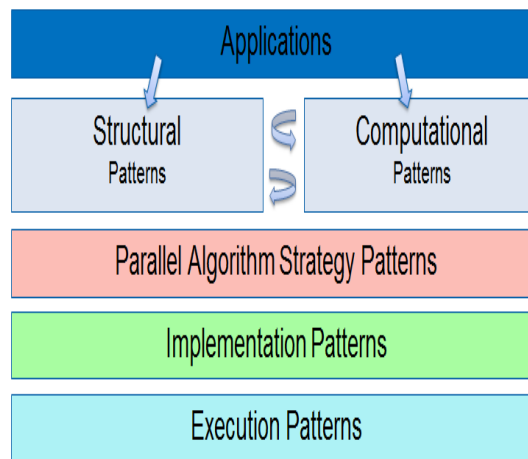 Applications
Structural
Patterns
Computational
Patterns
Parallel Algorithm Strategy Patterns
Implementation Patterns
Execution Patterns